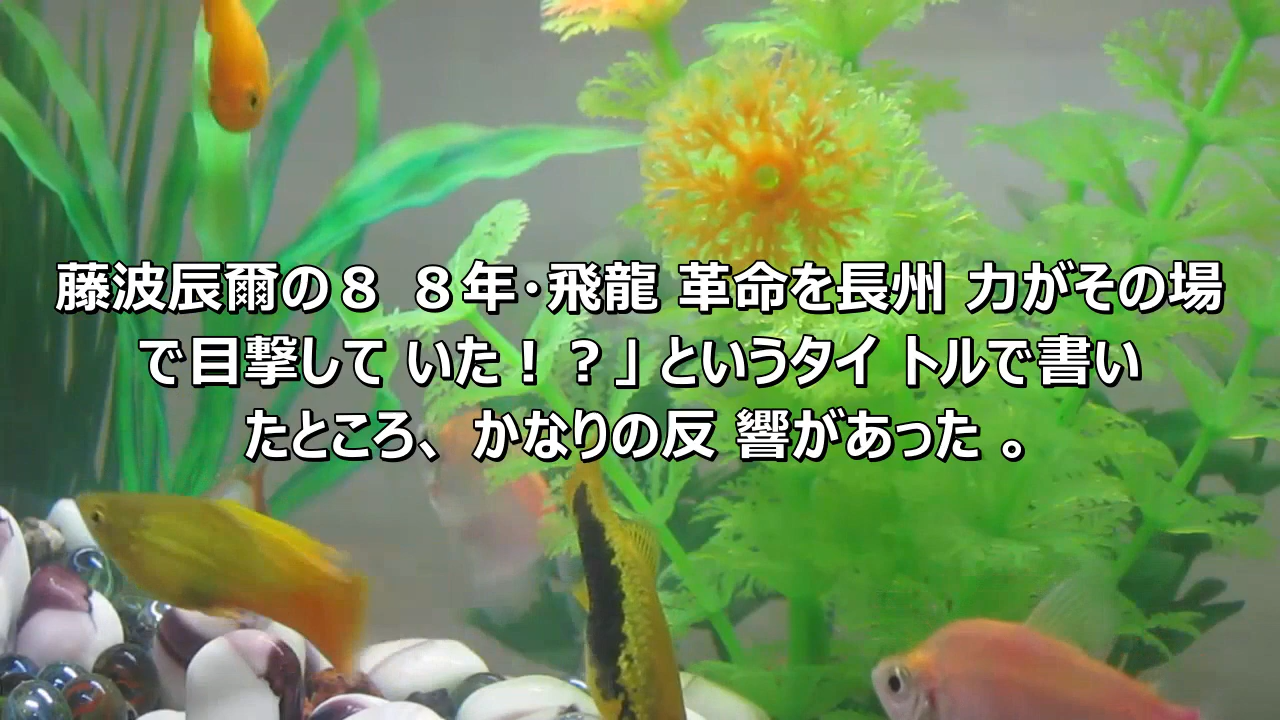 藤波辰爾の８ ８年･飛龍 革命を長州 力がその場
で目撃して いた！？」というタイ トルで書い
たところ、かなりの反 響があった 。